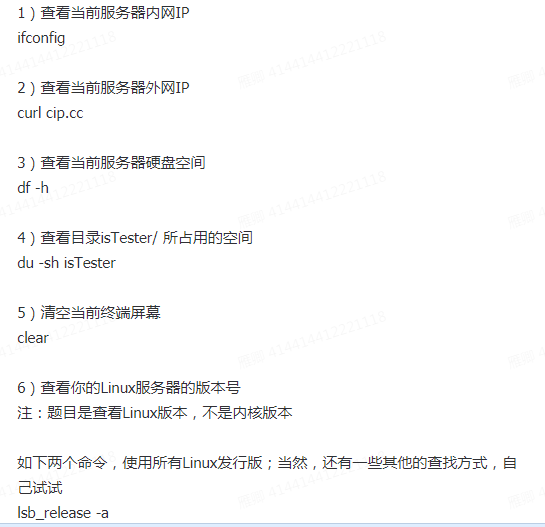 1）查看当前服务器内网IP
ifconfig
2）查看当前服务器外网IP
curl cip.cc
3）查看当前服务器硬盘空间
df -h
4）查看目录isTester/ 所占用的空间
du -sh isTester
5）清空当前终端屏幕
clear
6）查看你的Linux服务器的版本号
注：题目是查看Linux版本，不是内核版本
如下两个命令，使用所有Linux发行版；当然，还有一些其他的查找方式，自
己试试
lsb_release -a